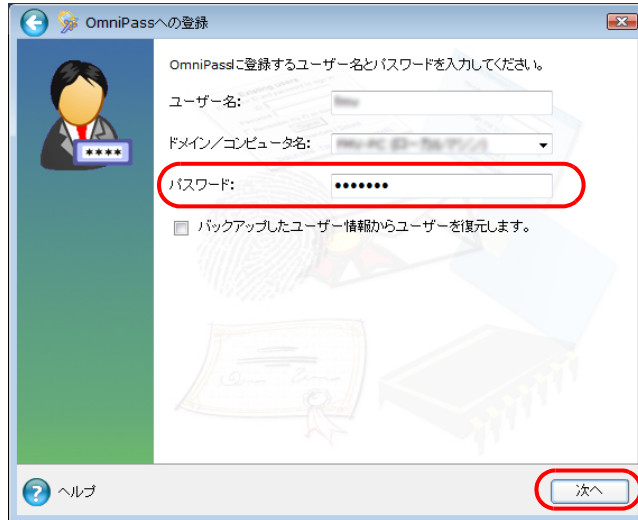 OmniPassへの登録
OmniPassに登録するユーザー名とパスワードを入力してください。
ユーザー名:
ドメイン／コンピュータ名:
パスワード: •••••••
****
バックアップしたユーザー情報からユーザーを復元します。
ヘルプ
次へ